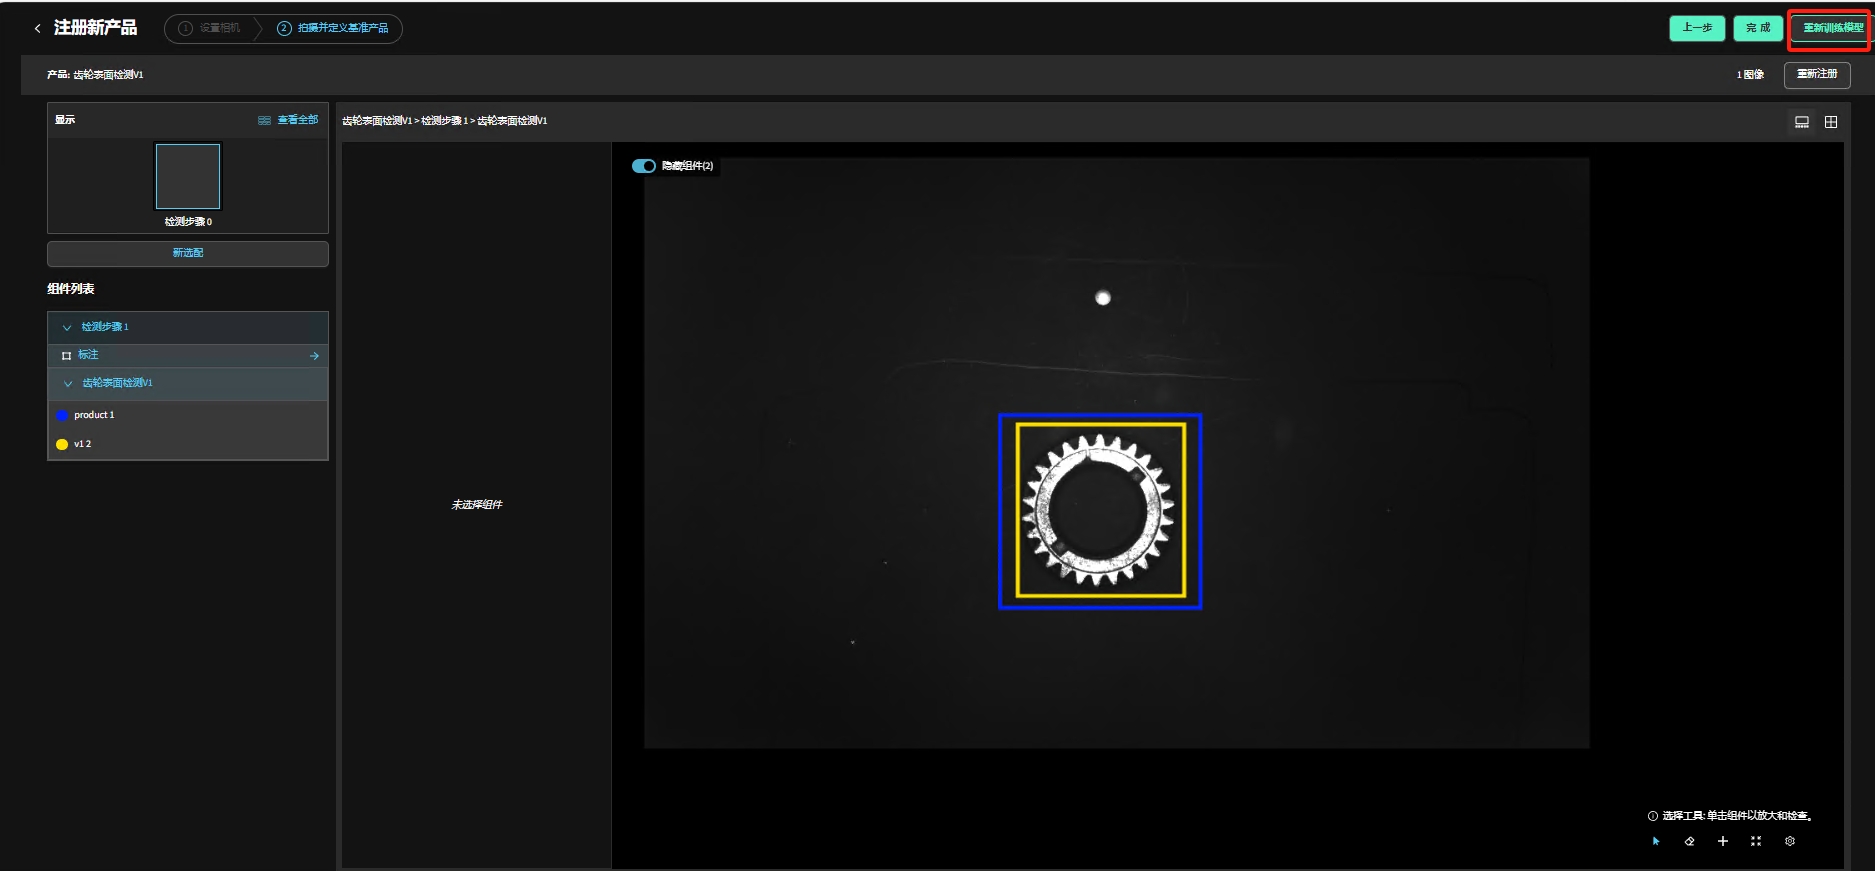 注册新产品
1 设置相机
2 拍摄并定义基准产品
上一步
完 成
重新训练模型
产品: 齿轮表面检测V1
1 图像
重新注册
显示
查看全部
检测步骤 0
新选配
组件列表
检测步骤 1
标注
齿轮表面检测V1
product 1
v1 2
齿轮表面检测V1 > 检测步骤 1 > 齿轮表面检测V1
未选择组件
隐藏组件(2)
选择工具: 单击组件以放大和检查。